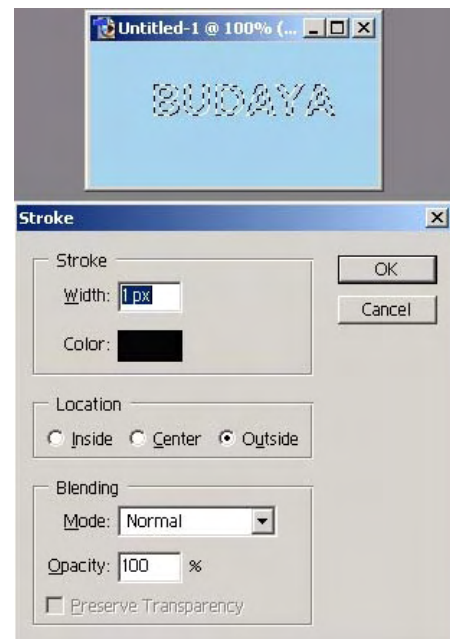 Untitled-1 @ 100% (...
BUDAYA
Stroke
Stroke
Width: 1 px
OK
Cancel
Color:
Location
Inside Center Outside
Blending
Mode: Normal
Opacity: 100 %
Preserve Transparency